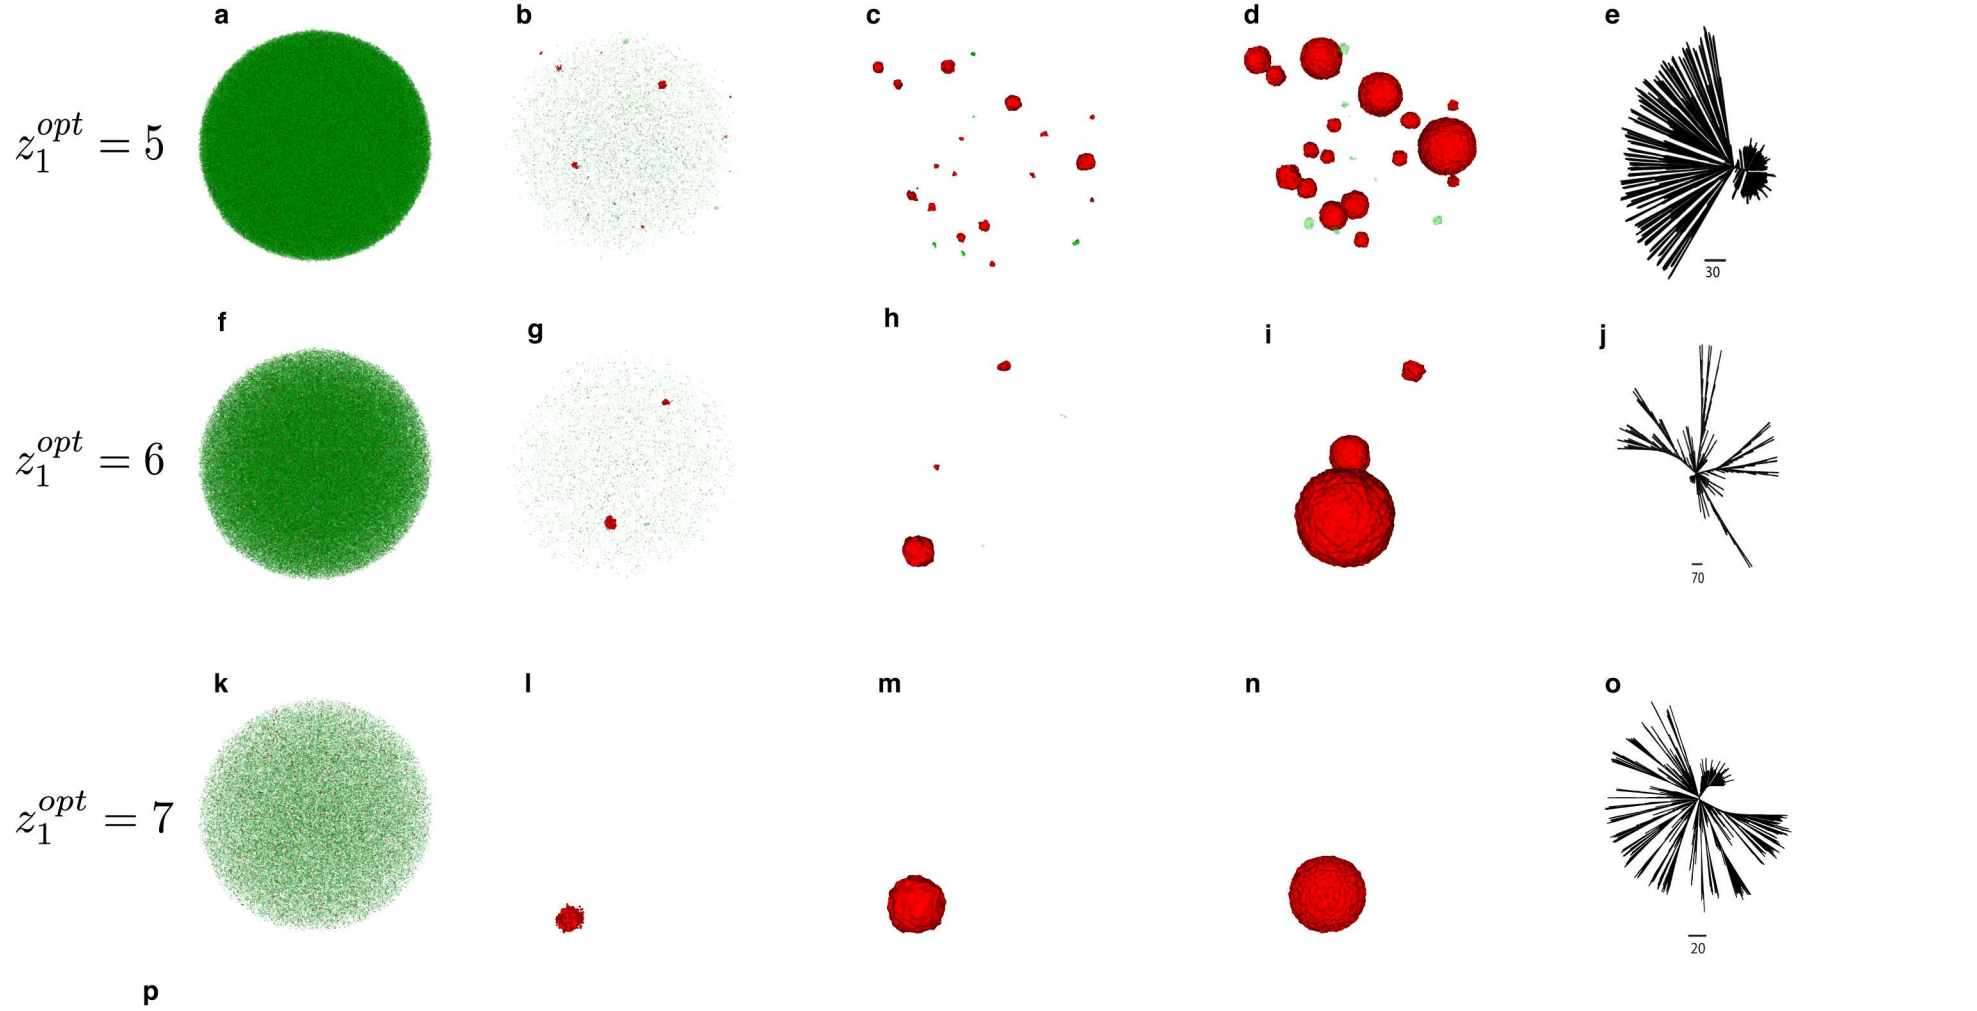 a b c d e
z_1^{opt} = 5
30
f g h i j
z_1^{opt} = 6
70
k l m n o
z_1^{opt} = 7
20
p